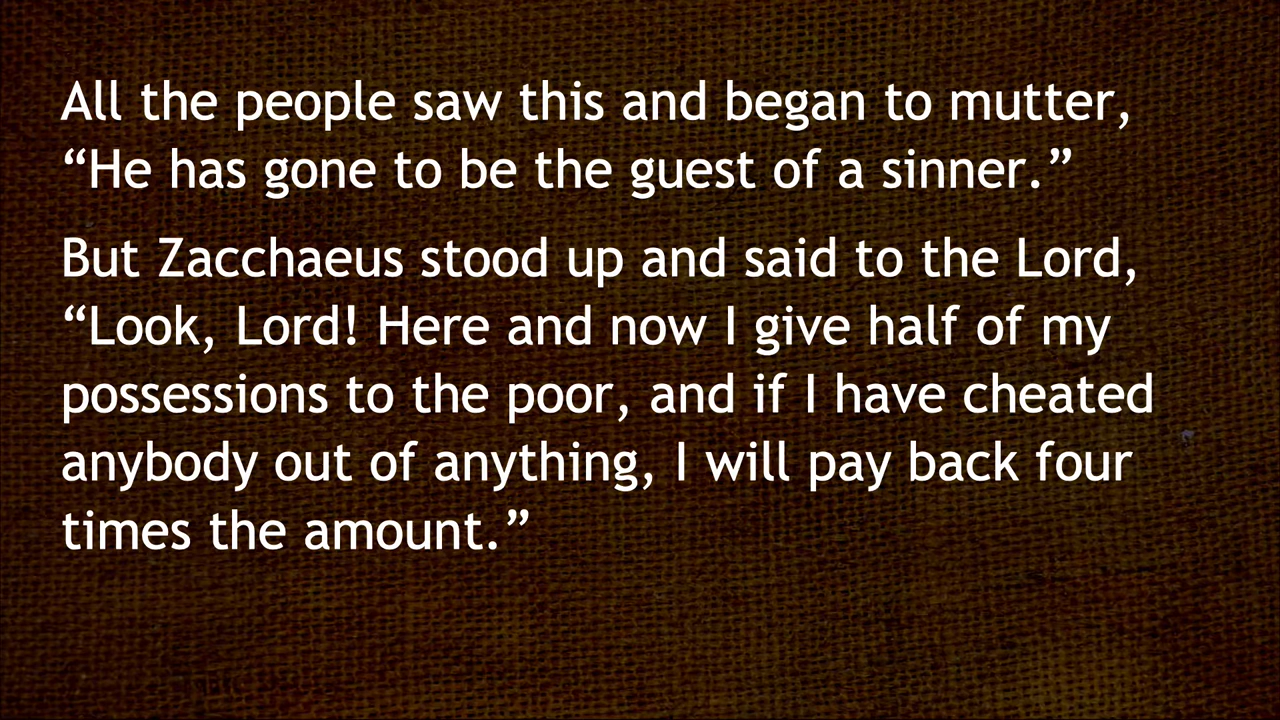 All the people saw this and began to mutter,
“He has gone to be the guest of a sinner.”
But Zacchaeus stood up and said to the Lord,
“Look, Lord! Here and now I give half of my
possessions to the poor, and if I have cheated
anybody out of anything, I will pay back four
times the amount.”